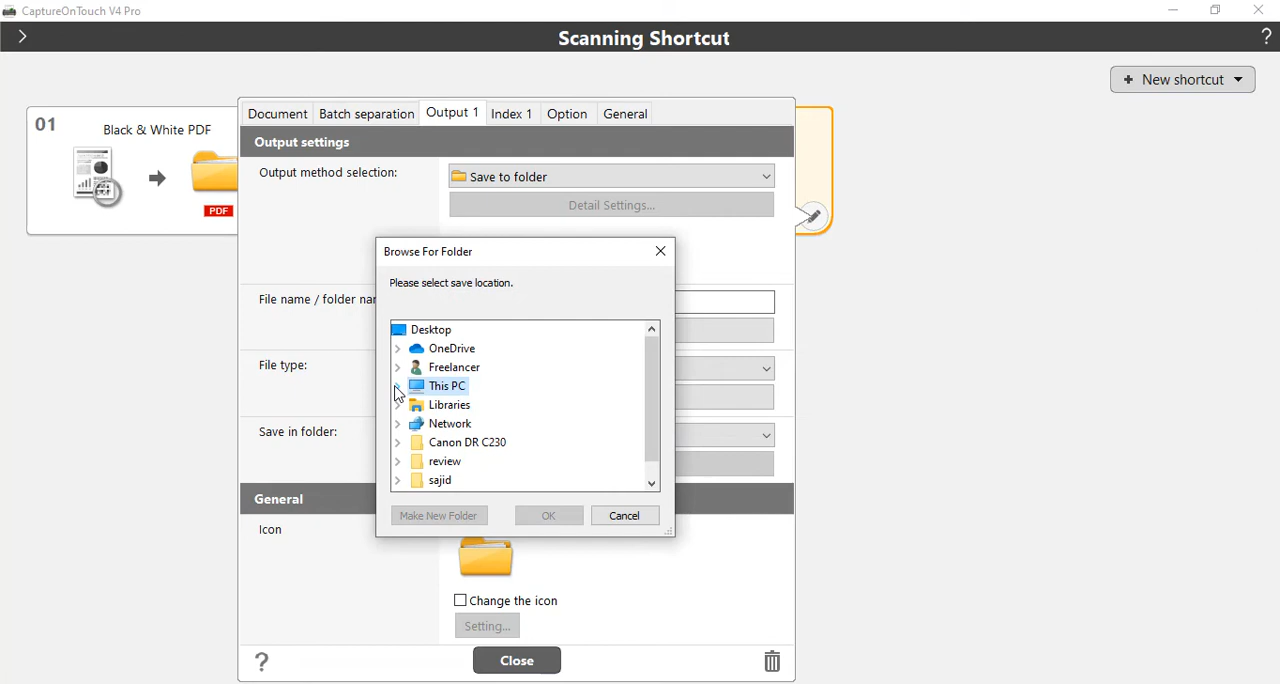 CaptureOnTouch V4 Pro
Scanning Shortcut
?
+ New shortcut
01
Black & White PDF
PDF
Document
Batch separation
Output 1
Index 1
Option
General
Output settings
Output method selection:
Save to folder
Detail Settings...
Browse For Folder
Please select save location.
Desktop
OneDrive
Freelancer
This PC
Libraries
Network
Canon DR C230
review
sajid
Make New Folder
OK
Cancel
File name / folder nar
File type:
Save in folder:
General
Icon
Change the icon
Setting...
?
Close